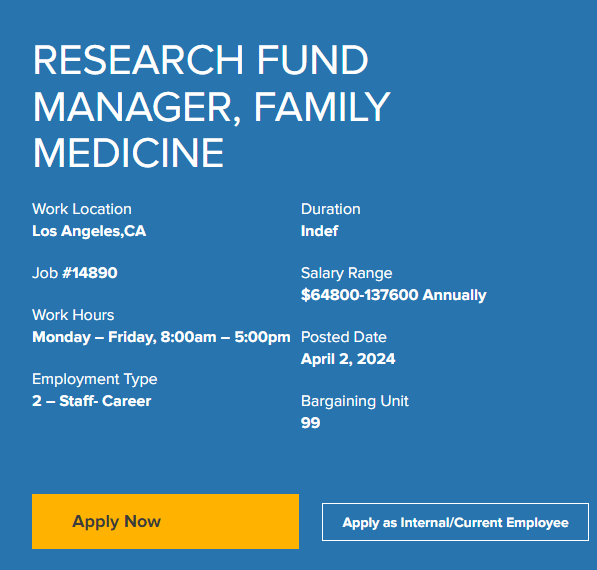 RESEARCH FUND
MANAGER, FAMILY
MEDICINE
Work Location
Los Angeles,CA
Job #14890
Work Hours
Monday – Friday, 8:00am – 5:00pm
Employment Type
2 – Staff- Career
Duration
Indef
Salary Range
$64800-137600 Annually
Posted Date
April 2, 2024
Bargaining Unit
99
Apply Now
Apply as Internal/Current Employee